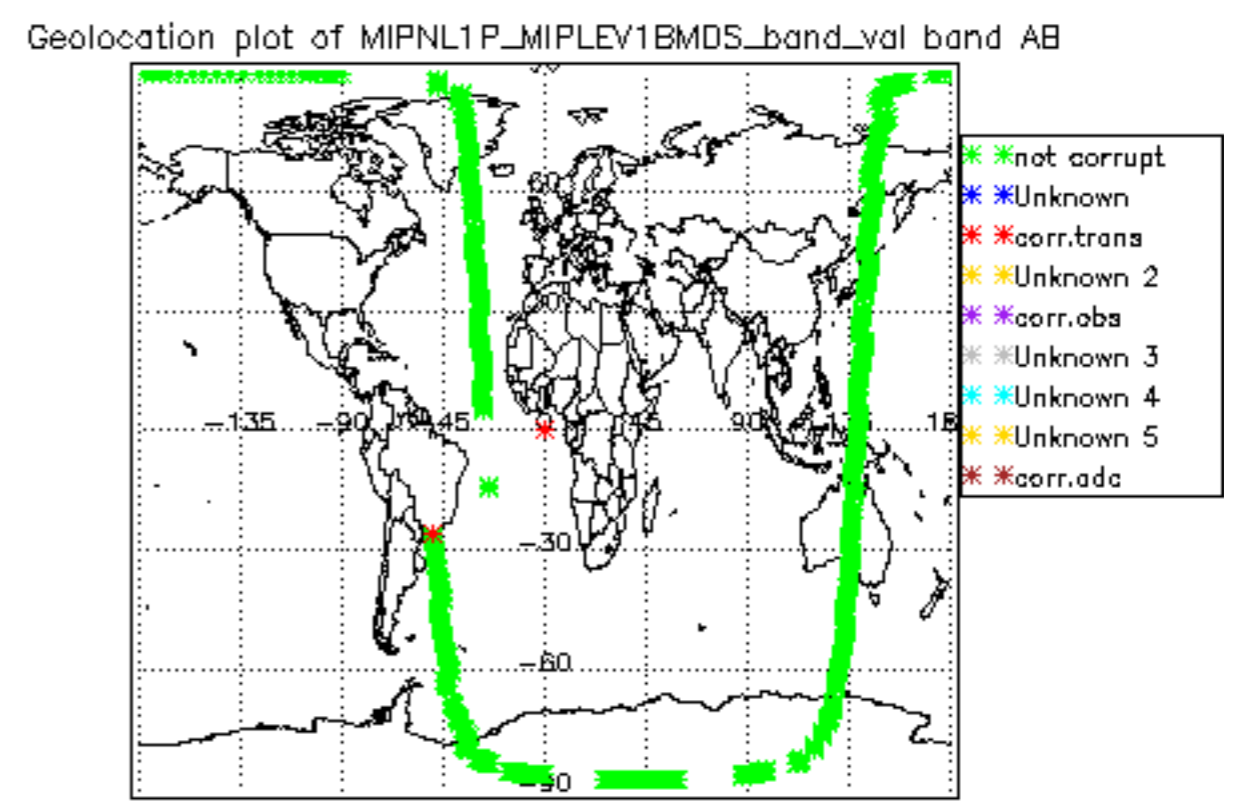 Geolocation plot of MIPNL1P_MIPLEV1BMDS_band_val band AB
not corrupt
Unknown
corr.trans
Unknown 2
corr.obs
Unknown 3
Unknown 4
Unknown 5
corr.adc
60
-135 -90 -45 45 90
-30
-60
-90